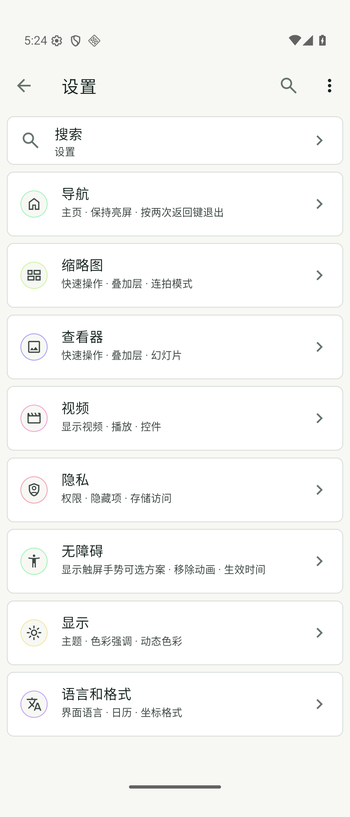 5:24
设置
搜索
设置
导航
主页 · 保持亮屏 · 按两次返回键退出
缩略图
快速操作 · 叠加层 · 连拍模式
查看器
快速操作 · 叠加层 · 幻灯片
视频
显示视频 · 播放 · 控件
隐私
权限 · 隐藏项 · 存储访问
无障碍
显示触屏手势可选方案 · 移除动画 · 生效时间
显示
主题 · 色彩强调 · 动态色彩
语言和格式
界面语言 · 日历 · 坐标格式